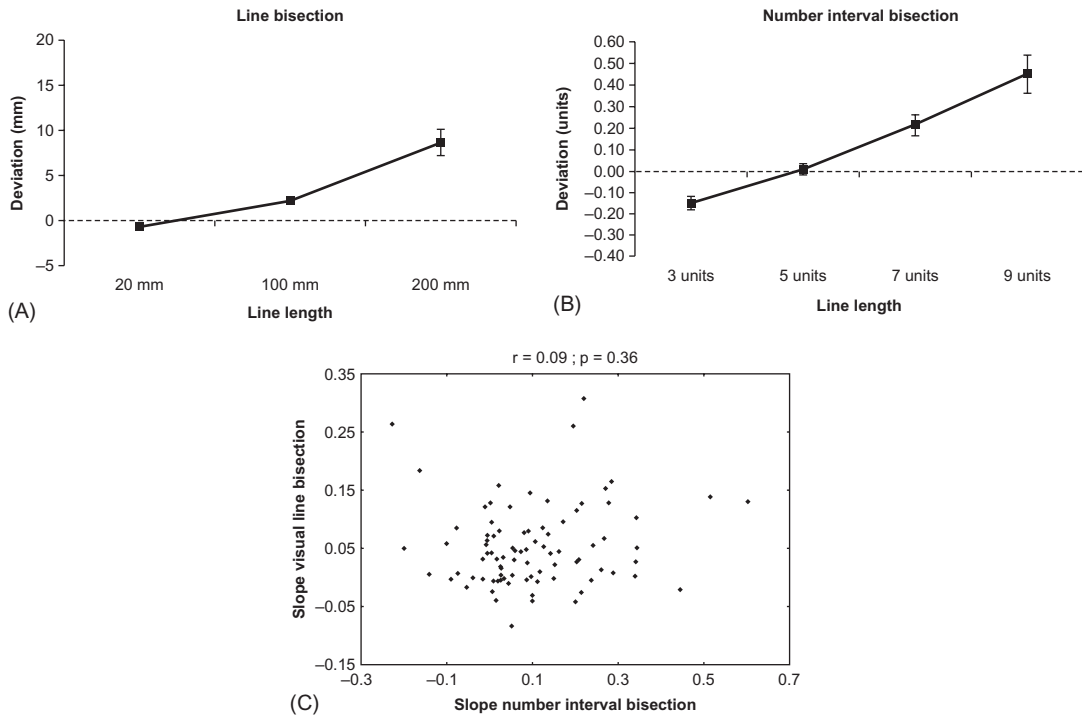 Line bisection
20
15
10
5
0
–5
Deviation (mm)
20 mm 100 mm 200 mm
Line length
(A)
Number interval bisection
0.60
0.50
0.40
0.30
0.20
0.10
0.00
–0.10
–0.20
–0.30
–0.40
Deviation (units)
3 units 5 units 7 units 9 units
Line length
(B)
r = 0.09 ; p = 0.36
0.35
0.25
0.15
0.05
–0.05
–0.15
Slope visual line bisection
–0.3 –0.1 0.1 0.3 0.5 0.7
Slope number interval bisection
(C)